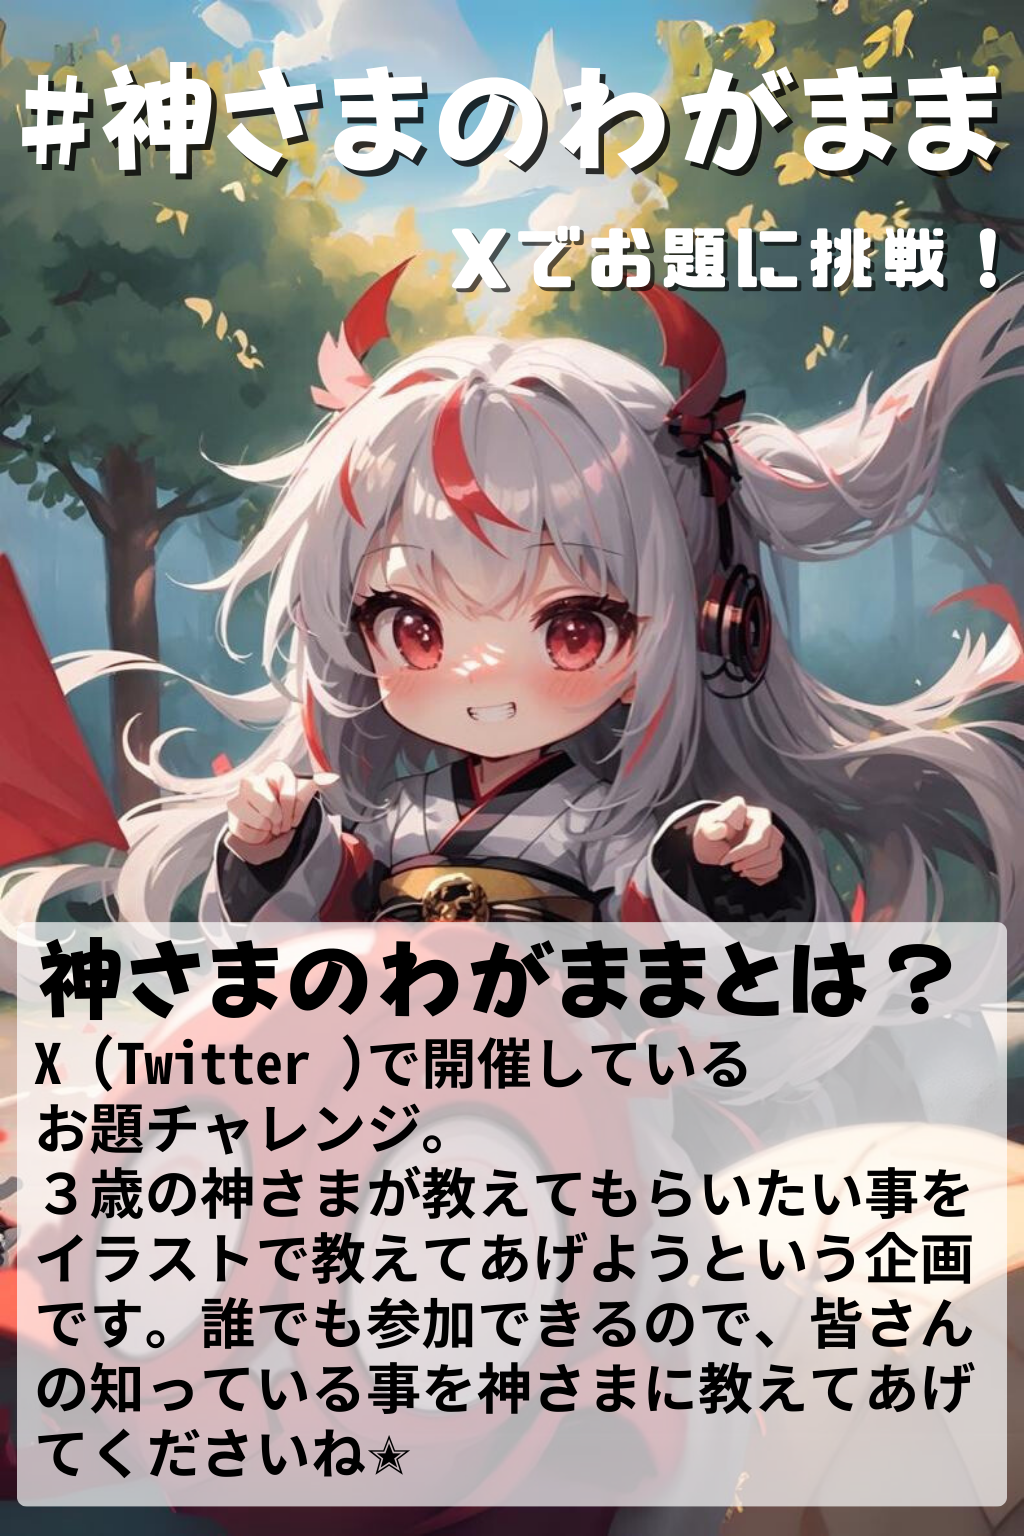 #神さまのわがまま
Xでお題に挑戦！
神さまのわがままとは？
X (Twitter )で開催している
お題チャレンジ。
３歳の神さまが教えてもらいたい事を
イラストで教えてあげようという企画
です。誰でも参加できるので、皆さん
の知っている事を神さまに教えてあげ
てくださいね✭